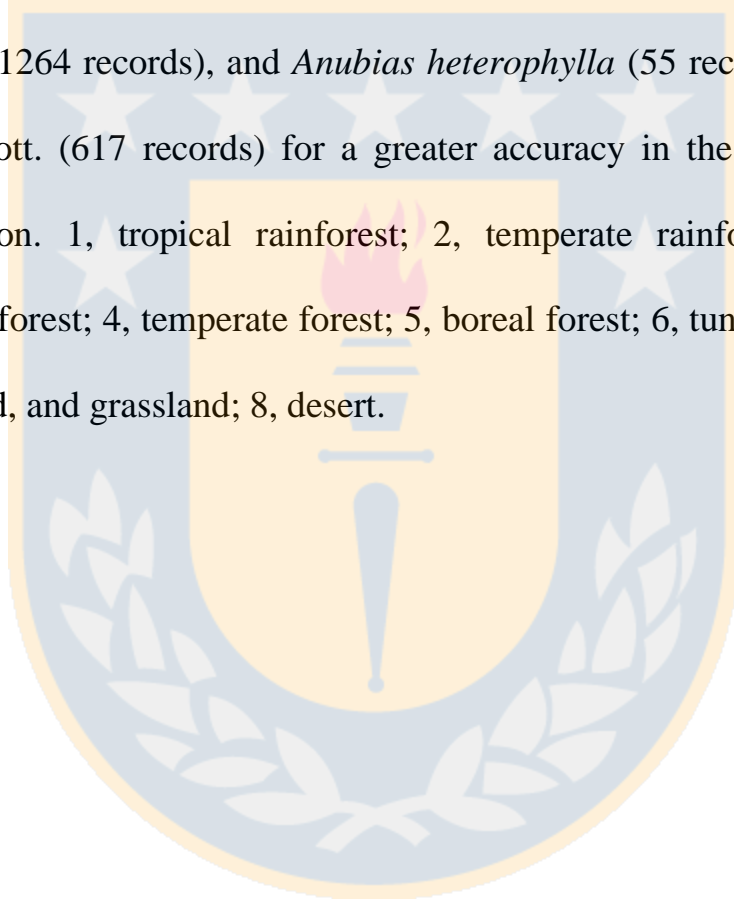 1264 records), and Anubias heterophylla (55 rec
ott. (617 records) for a greater accuracy in the
on. 1, tropical rainforest; 2, temperate rainfo
forest; 4, temperate forest; 5, boreal forest; 6, tun
d, and grassland; 8, desert.